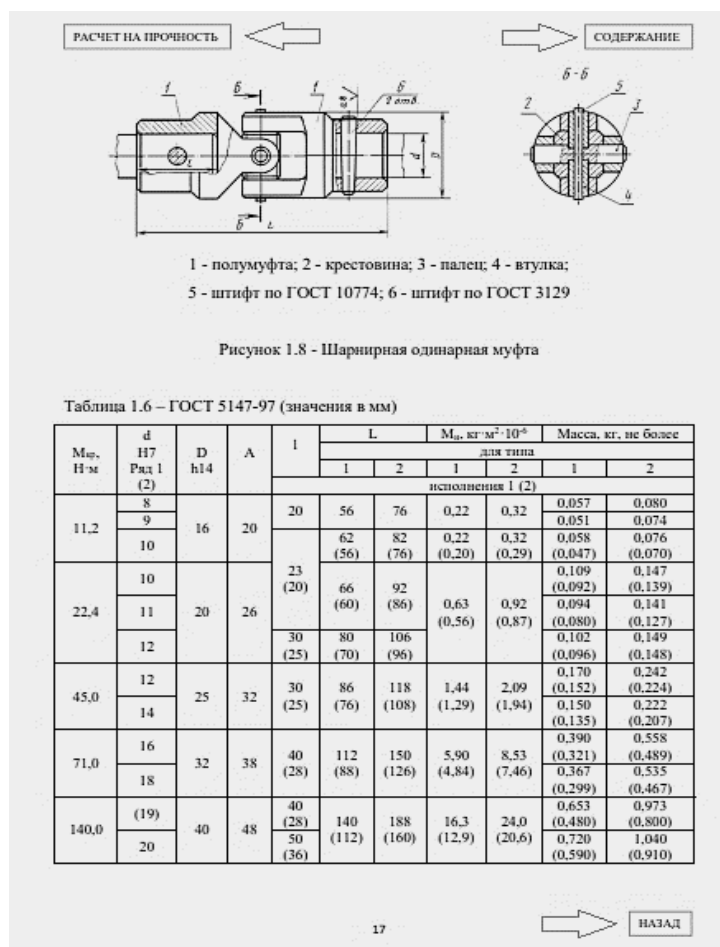 РАСЧЕТ НА ПРОЧНОСТЬ СОДЕРЖАНИЕ
Б-Б
1 Б 1 6 2 отв. 5
2 3
d D
l
4
Б L
1 - полумуфта; 2 - крестовина; 3 - палец; 4 - втулка;
5 - штифт по ГОСТ 10774; 6 - штифт по ГОСТ 3129
Рисунок 1.8 - Шарнирная одинарная муфта
Таблица 1.6 – ГОСТ 5147-97 (значения в мм)
Мкр, Н·м d H7 Ряд 1 (2) D h14 A l L Ми, кг·м²·10⁻⁶ Масса, кг, не более
для типа
1 2 1 2 1 2
исполнения 1 (2)
11,2 8 16 20 20 56 76 0,22 0,32 0,057 0,080
9 0,051 0,074
10 23 (20) 62 (56) 82 (76) 0,22 (0,20) 0,32 (0,29) 0,058 (0,047) 0,076 (0,070)
22,4 10 20 26 66 (60) 92 (86) 0,63 (0,56) 0,92 (0,87) 0,109 (0,092) 0,147 (0,139)
11 0,094 (0,080) 0,141 (0,127)
12 30 (25) 80 (70) 106 (96) 0,102 (0,096) 0,149 (0,148)
45,0 12 25 32 30 (25) 86 (76) 118 (108) 1,44 (1,29) 2,09 (1,94) 0,170 (0,152) 0,242 (0,224)
14 0,150 (0,135) 0,222 (0,207)
71,0 16 32 38 40 (28) 112 (88) 150 (126) 5,90 (4,84) 8,53 (7,46) 0,390 (0,321) 0,558 (0,489)
18 0,367 (0,299) 0,535 (0,467)
140,0 (19) 40 48 40 (28) 140 (112) 188 (160) 16,3 (12,9) 24,0 (20,6) 0,653 (0,480) 0,973 (0,800)
20 50 (36) 0,720 (0,590) 1,040 (0,910)
17
НАЗАД